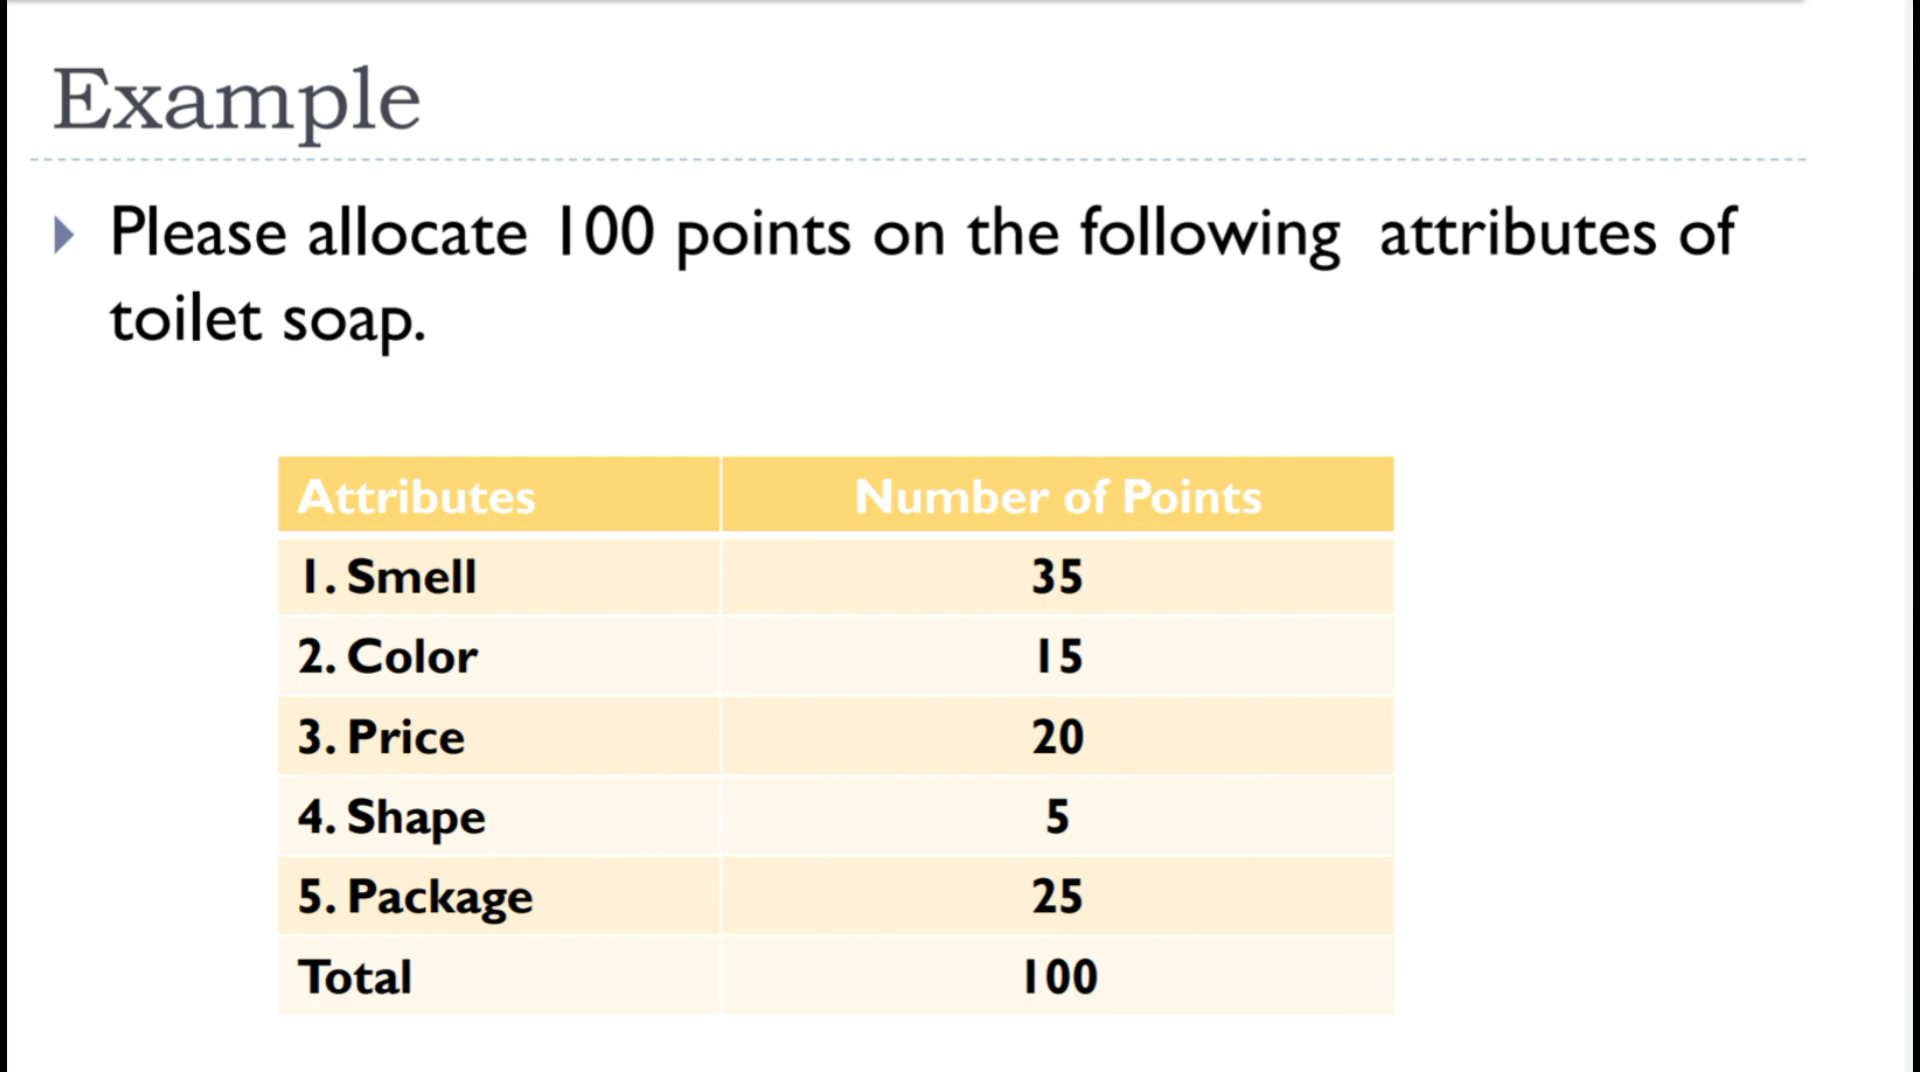 Example
Please allocate 100 points on the following attributes of
toilet soap.
Attributes Number of Points
1. Smell 35
2. Color 15
3. Price 20
4. Shape 5
5. Package 25
Total 100